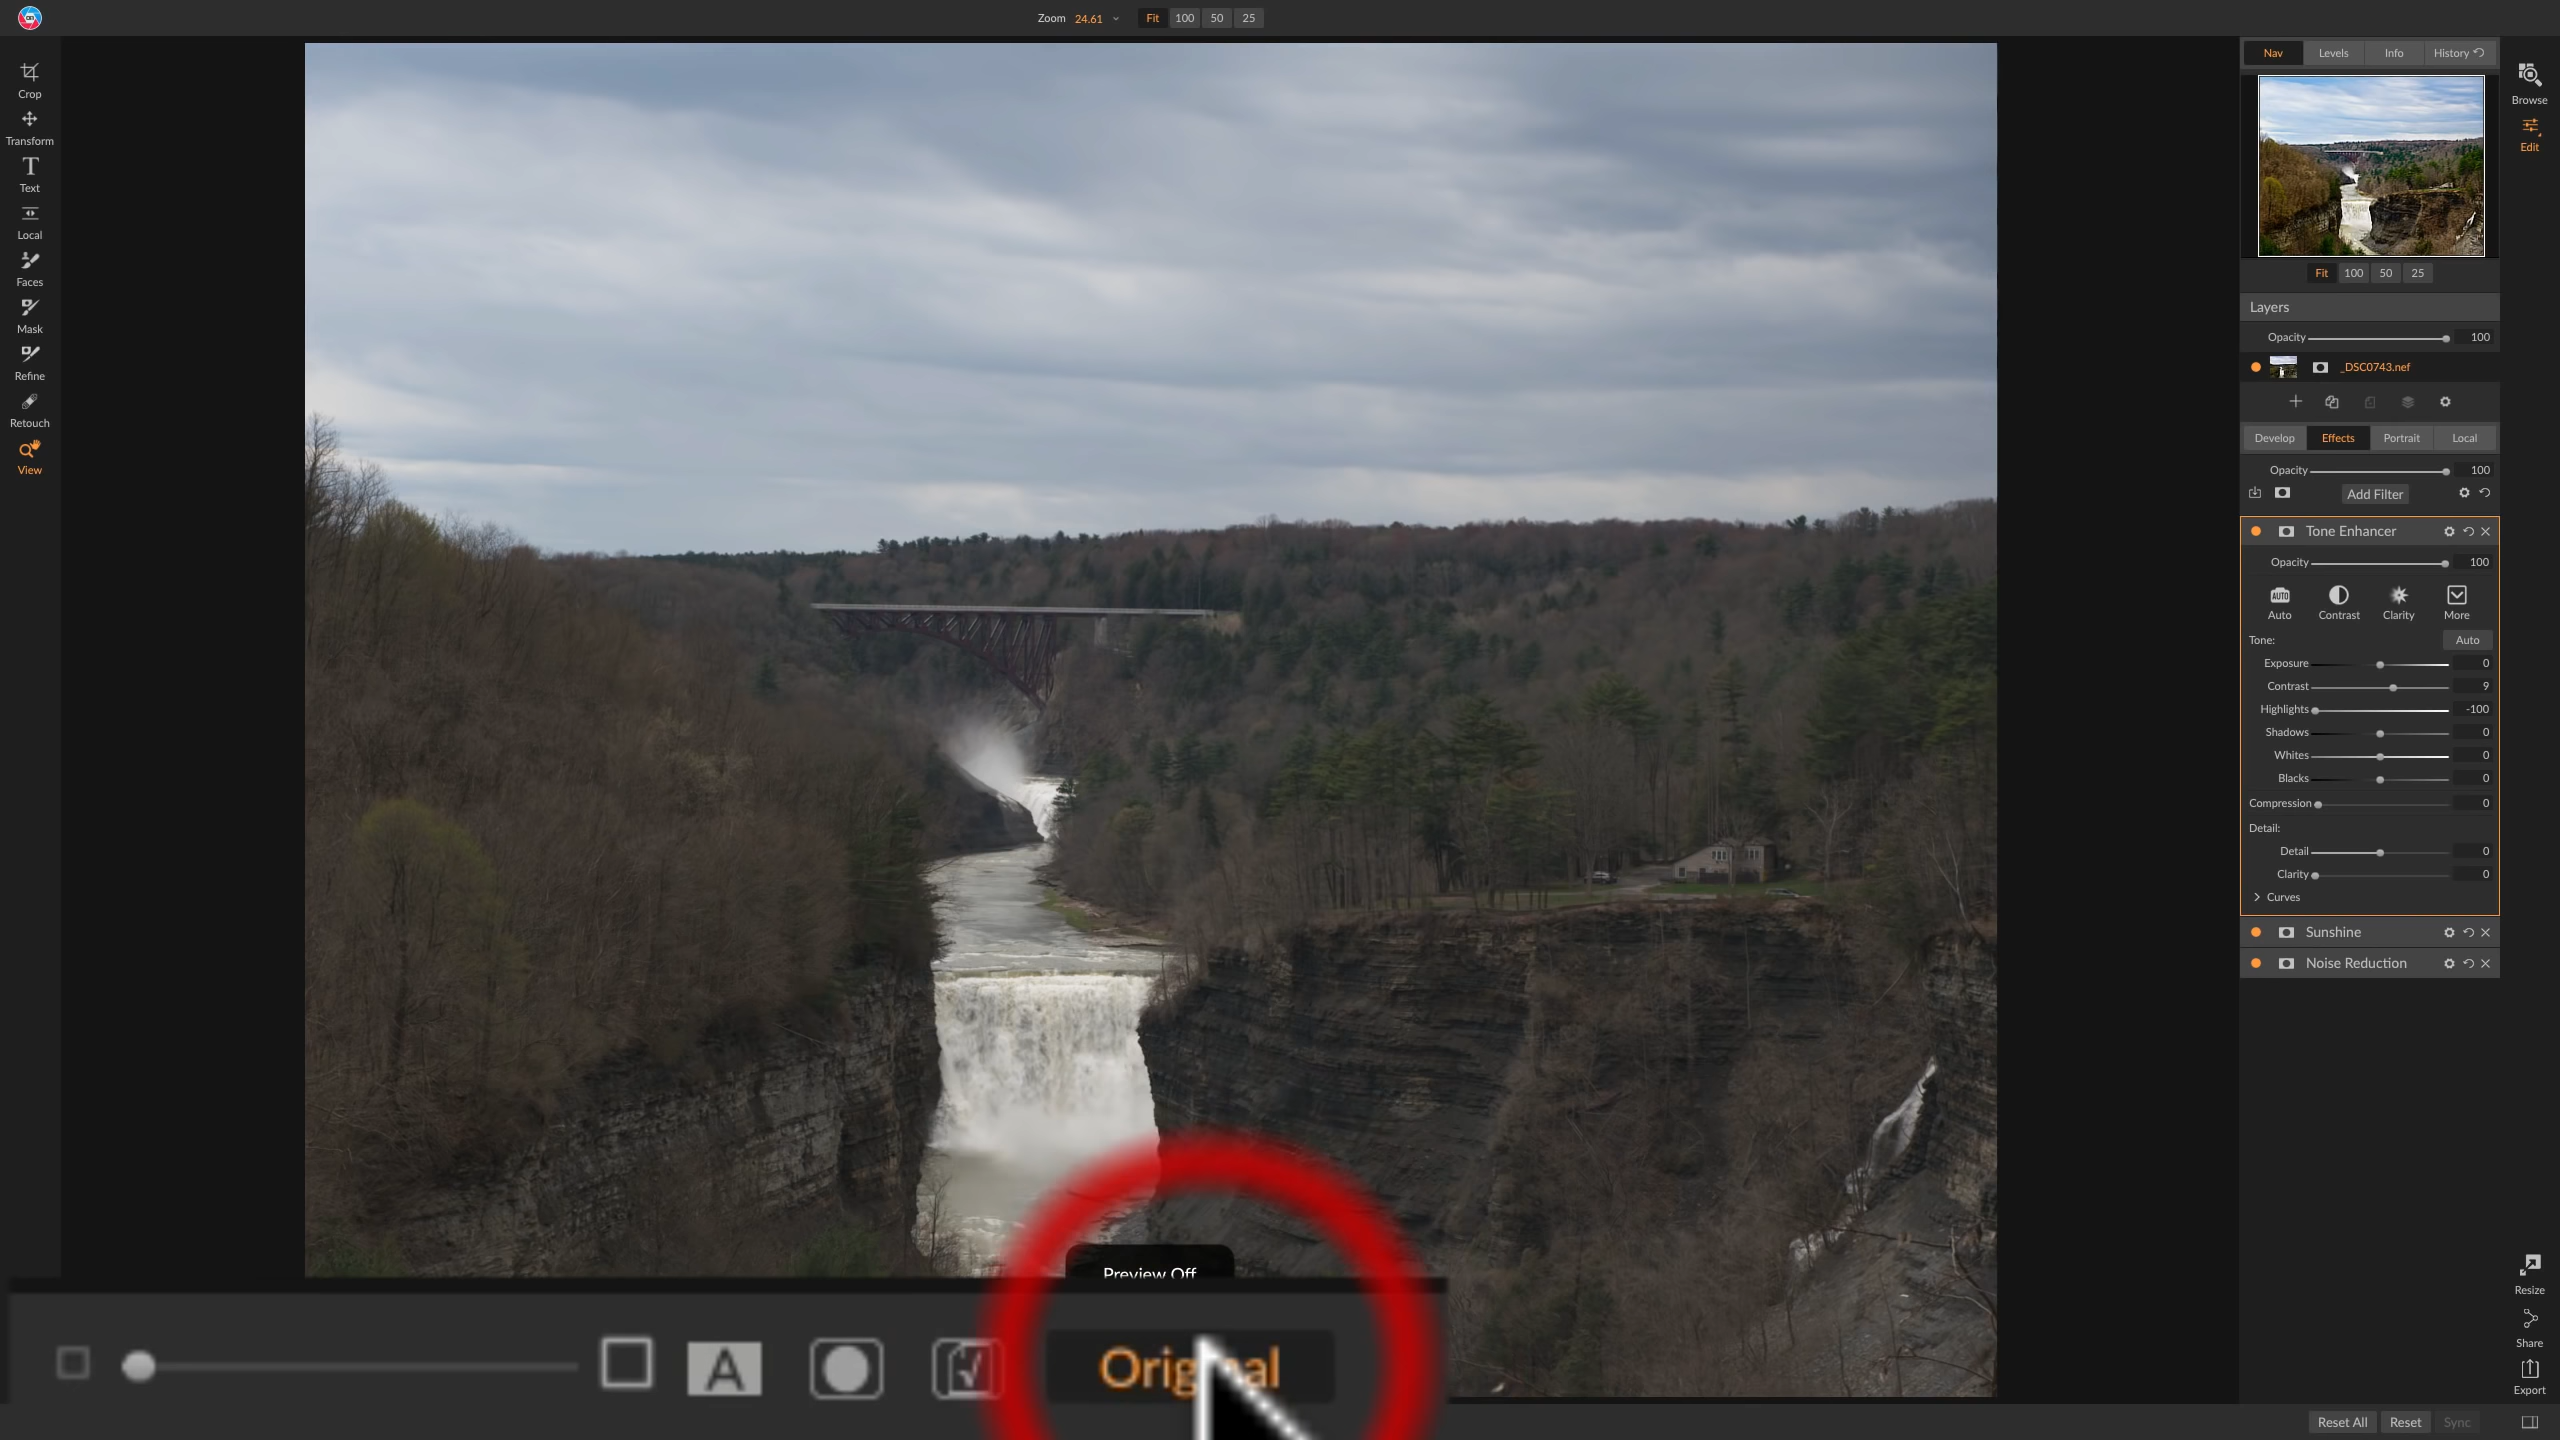 Zoom 24.61 Fit 100 50 25
Crop
Transform
T
Text
Local
Faces
Mask
Refine
Retouch
View
Nav Levels Info History
Fit 100 50 25
Layers
Opacity 100
_DSC0743.nef
Develop Effects Portrait Local
Opacity 100
Add Filter
Tone Enhancer
Opacity 100
AUTO
Auto Contrast Clarity More
Tone: Auto
Exposure 0
Contrast 9
Highlights -100
Shadows 0
Whites 0
Blacks 0
Compression 0
Detail:
Detail 0
Clarity 0
Curves
Sunshine
Noise Reduction
Browse
Edit
Resize
Share
Export
Preview Off
A
Original
Reset All Reset Sync